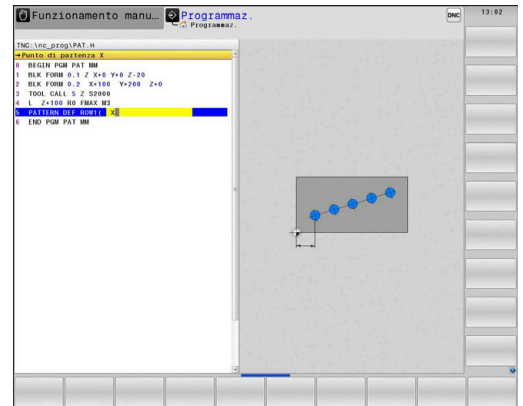 Funzionamento manu...
Programmaz.
Programmaz.
DNC
13:02
TNC:\nc_prog\PAT.H
→Punto di partenza X
0 BEGIN PGM PAT MM
1 BLK FORM 0.1 Z X+0 Y+0 Z-20
2 BLK FORM 0.2 X+100 Y+200 Z+0
3 TOOL CALL 5 Z S2000
4 L Z+100 R0 FMAX M3
5 PATTERN DEF ROW1( X
6 END PGM PAT MM